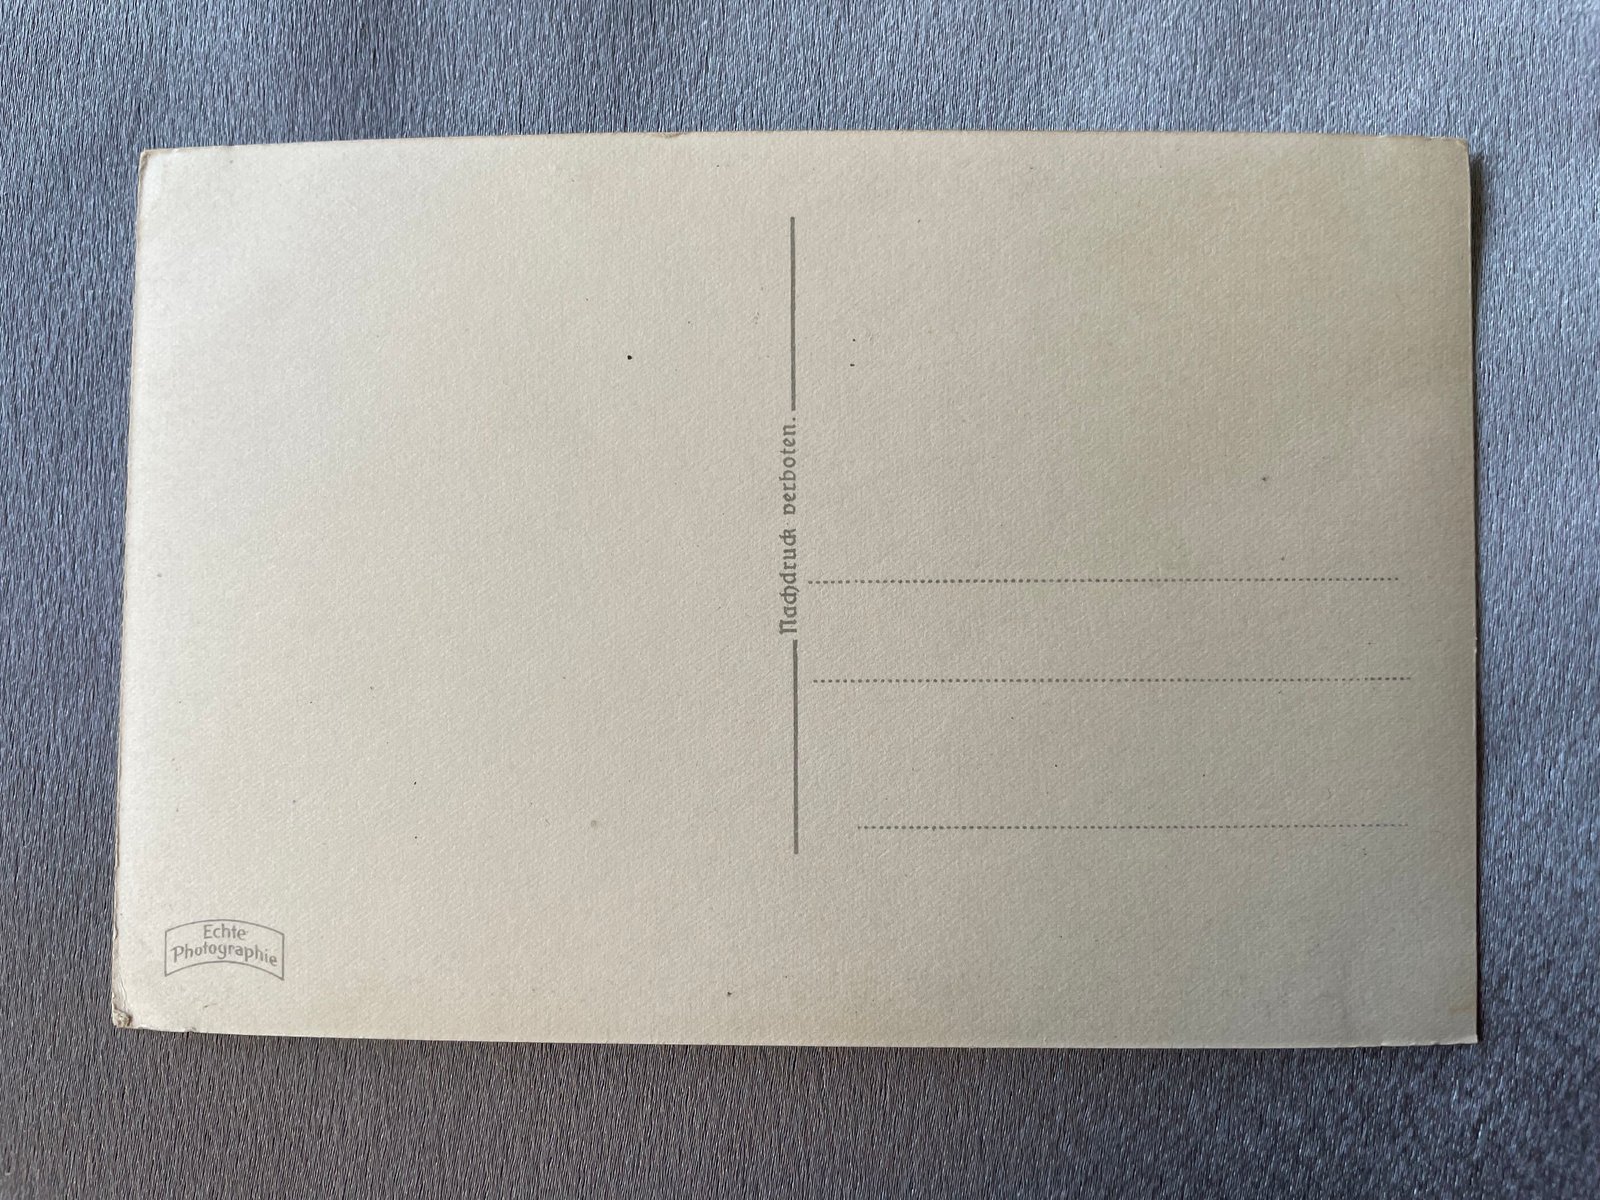 Nachdruck verboten.
Echte
Photographie